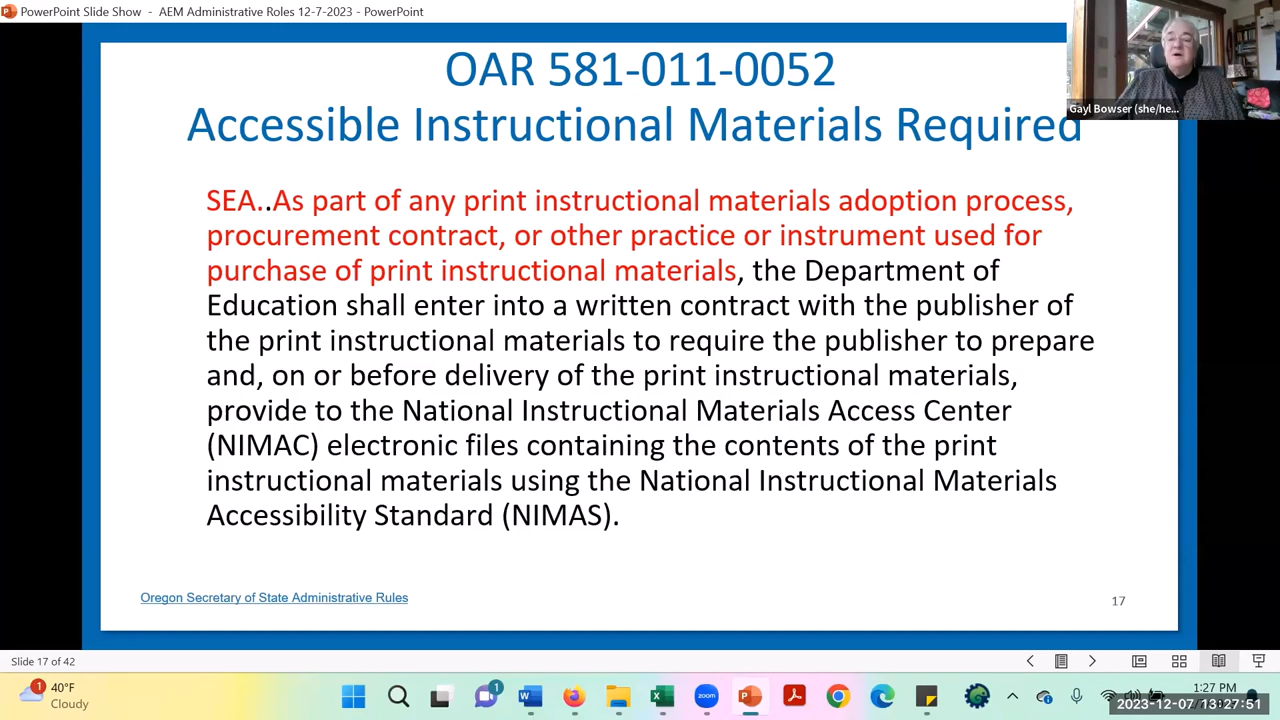 PowerPoint Slide Show - AEM Administrative Roles 12-7-2023 - PowerPoint
OAR 581-011-0052
Accessible Instructional Materials Required
Gayl Bowser (she/he...
SEA..As part of any print instructional materials adoption process,
procurement contract, or other practice or instrument used for
purchase of print instructional materials, the Department of
Education shall enter into a written contract with the publisher of
the print instructional materials to require the publisher to prepare
and, on or before delivery of the print instructional materials,
provide to the National Instructional Materials Access Center
(NIMAC) electronic files containing the contents of the print
instructional materials using the National Instructional Materials
Accessibility Standard (NIMAS).
Oregon Secretary of State Administrative Rules
17
Slide 17 of 42
1
40°F
Cloudy
1
W
X
zoom
P
1:27 PM
2023-12-07 13:27:51